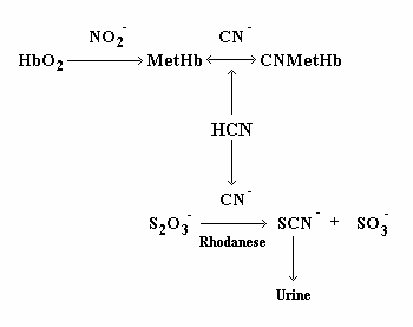 NO₂⁻ CN⁻
HbO₂ MetHb CNMetHb
HCN
CN⁻
S₂O₃⁻ SCN⁻ + SO₃⁻
Rhodanese
Urine